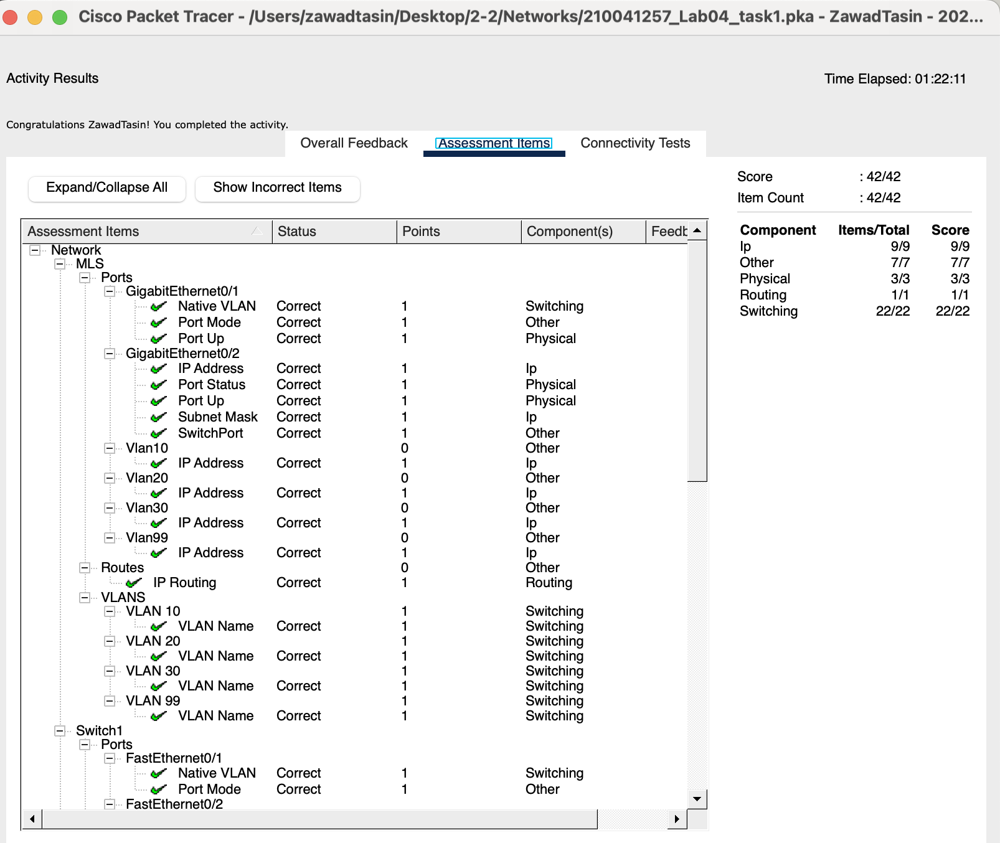 Cisco Packet Tracer - /Users/zawadtasin/Desktop/2-2/Networks/210041257_Lab04_task1.pka - ZawadTasin - 202...
Activity Results
Time Elapsed: 01:22:11
Congratulations ZawadTasin! You completed the activity.
Overall Feedback Assessment Items Connectivity Tests
Expand/Collapse All Show Incorrect Items
Score : 42/42
Item Count : 42/42
Component Items/Total Score
Ip 9/9 9/9
Other 7/7 7/7
Physical 3/3 3/3
Routing 1/1 1/1
Switching 22/22 22/22
Assessment Items Status Points Component(s) Feedb
Network
MLS
Ports
GigabitEthernet0/1
Native VLAN Correct 1 Switching
Port Mode Correct 1 Other
Port Up Correct 1 Physical
GigabitEthernet0/2
IP Address Correct 1 Ip
Port Status Correct 1 Physical
Port Up Correct 1 Physical
Subnet Mask Correct 1 Ip
SwitchPort Correct 1 Other
Vlan10 0 Other
IP Address Correct 1 Ip
Vlan20 0 Other
IP Address Correct 1 Ip
Vlan30 0 Other
IP Address Correct 1 Ip
Vlan99 0 Other
IP Address Correct 1 Ip
Routes 0 Other
IP Routing Correct 1 Routing
VLANS
VLAN 10 1 Switching
VLAN Name Correct 1 Switching
VLAN 20 1 Switching
VLAN Name Correct 1 Switching
VLAN 30 1 Switching
VLAN Name Correct 1 Switching
VLAN 99 1 Switching
VLAN Name Correct 1 Switching
Switch1
Ports
FastEthernet0/1
Native VLAN Correct 1 Switching
Port Mode Correct 1 Other
FastEthernet0/2